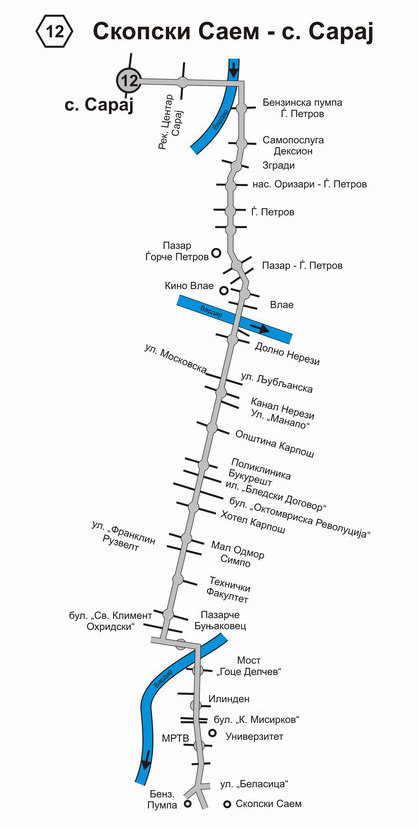 12 Скопски Саем - с. Сарај
12
с. Сарај
Рек. Центар
Сарај
Вардар
Бензинска пумпа
Ѓ. Петров
Самопослуга
Дексион
Згради
нас. Оризари - Ѓ. Петров
Ѓ. Петров
Пазар
Ѓорче Петров
Пазар - Ѓ. Петров
Кино Влае
Влае
Вардар
Долно Нерези
ул. Московска
ул. Љубљанска
Канал Нерези
Ул. „Манапо“
Општина Карпош
Поликлиника
Букурешт
ил. „Бледски Договор“
бул. „Октомвриска Револуција“
Хотел Карпош
ул. „Франклин
Рузвелт
Мал Одмор
Симпо
Технички
Факултет
бул. „Св. Климент
Охридски“
Пазарче
Буњаковец
Вардар
Мост
„Гоце Делчев“
Илинден
бул. „К. Мисирков“
МРТВ
Универзитет
ул. „Беласица“
Бенз.
Пумпа
Скопски Саем